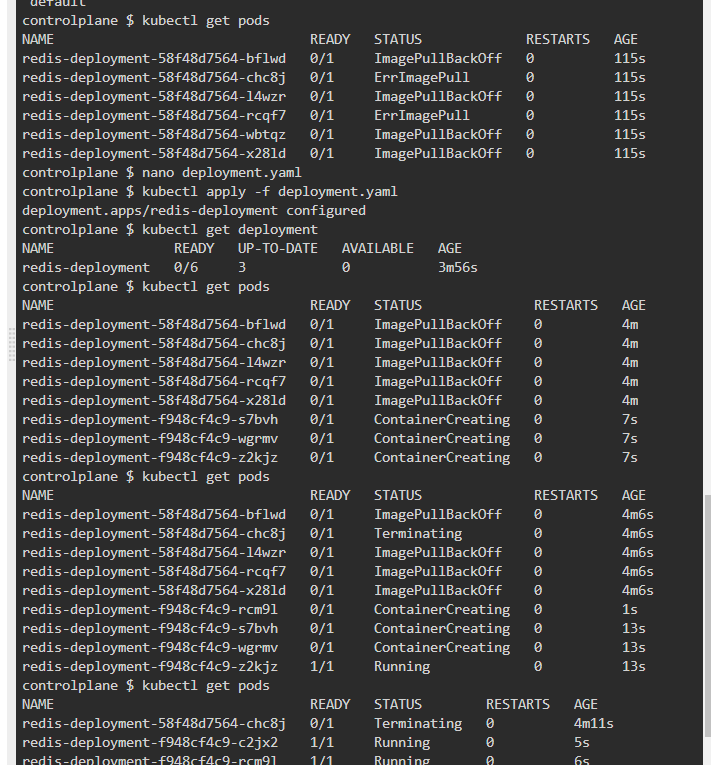 default
controlplane $ kubectl get pods
NAME READY STATUS RESTARTS AGE
redis-deployment-58f48d7564-bflwd 0/1 ImagePullBackOff 0 115s
redis-deployment-58f48d7564-chc8j 0/1 ErrImagePull 0 115s
redis-deployment-58f48d7564-l4wzr 0/1 ImagePullBackOff 0 115s
redis-deployment-58f48d7564-rcqf7 0/1 ErrImagePull 0 115s
redis-deployment-58f48d7564-wbtqz 0/1 ImagePullBackOff 0 115s
redis-deployment-58f48d7564-x28ld 0/1 ImagePullBackOff 0 115s
controlplane $ nano deployment.yaml
controlplane $ kubectl apply -f deployment.yaml
deployment.apps/redis-deployment configured
controlplane $ kubectl get deployment
NAME READY UP-TO-DATE AVAILABLE AGE
redis-deployment 0/6 3 0 3m56s
controlplane $ kubectl get pods
NAME READY STATUS RESTARTS AGE
redis-deployment-58f48d7564-bflwd 0/1 ImagePullBackOff 0 4m
redis-deployment-58f48d7564-chc8j 0/1 ImagePullBackOff 0 4m
redis-deployment-58f48d7564-l4wzr 0/1 ImagePullBackOff 0 4m
redis-deployment-58f48d7564-rcqf7 0/1 ImagePullBackOff 0 4m
redis-deployment-58f48d7564-x28ld 0/1 ImagePullBackOff 0 4m
redis-deployment-f948cf4c9-s7bvh 0/1 ContainerCreating 0 7s
redis-deployment-f948cf4c9-wgrmv 0/1 ContainerCreating 0 7s
redis-deployment-f948cf4c9-z2kjz 0/1 ContainerCreating 0 7s
controlplane $ kubectl get pods
NAME READY STATUS RESTARTS AGE
redis-deployment-58f48d7564-bflwd 0/1 ImagePullBackOff 0 4m6s
redis-deployment-58f48d7564-chc8j 0/1 Terminating 0 4m6s
redis-deployment-58f48d7564-l4wzr 0/1 ImagePullBackOff 0 4m6s
redis-deployment-58f48d7564-rcqf7 0/1 ImagePullBackOff 0 4m6s
redis-deployment-58f48d7564-x28ld 0/1 ImagePullBackOff 0 4m6s
redis-deployment-f948cf4c9-rcm9l 0/1 ContainerCreating 0 1s
redis-deployment-f948cf4c9-s7bvh 0/1 ContainerCreating 0 13s
redis-deployment-f948cf4c9-wgrmv 0/1 ContainerCreating 0 13s
redis-deployment-f948cf4c9-z2kjz 1/1 Running 0 13s
controlplane $ kubectl get pods
NAME READY STATUS RESTARTS AGE
redis-deployment-58f48d7564-chc8j 0/1 Terminating 0 4m11s
redis-deployment-f948cf4c9-c2jx2 1/1 Running 0 5s
redis-deployment-f948cf4c9-rcm9l 1/1 Running 0 6s